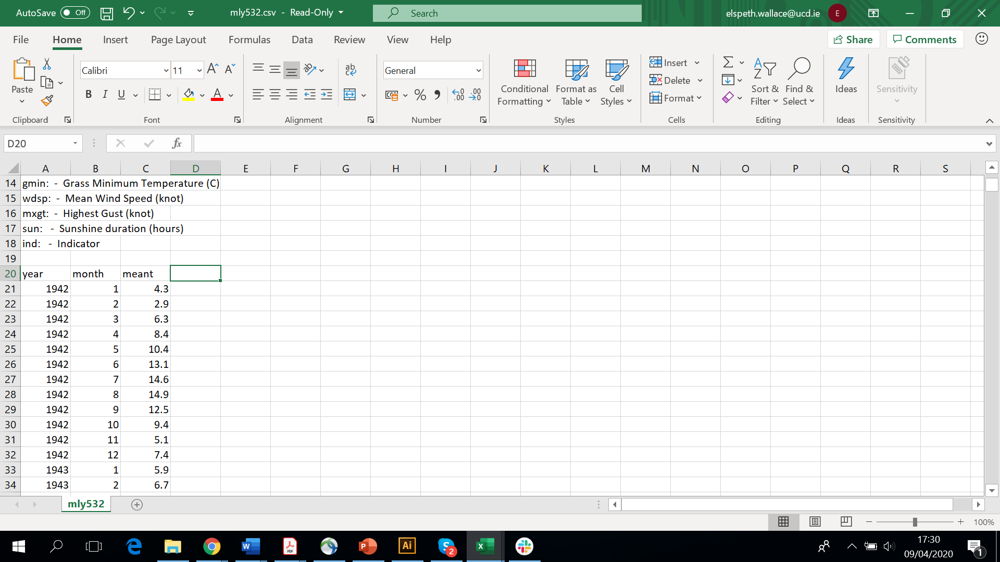 AutoSave Off mly532.csv - Read-Only Search elspeth.wallace@ucd.ie E
File Home Insert Page Layout Formulas Data Review View Help Share Comments
Paste
Clipboard
Calibri 11
B I U A
Font
ab
Alignment
General
% .00
Number
Conditional Formatting
Format as Table
Cell Styles
Styles
Insert
Delete
Format
Cells
Sort & Filter
Find & Select
Editing
Ideas
Ideas
Sensitivity
Sensitivity
D20 fx
A B C D E F G H I J K L M N O P Q R S
14 gmin: - Grass Minimum Temperature (C)
15 wdsp: - Mean Wind Speed (knot)
16 mxgt: - Highest Gust (knot)
17 sun: - Sunshine duration (hours)
18 ind: - Indicator
19
20 year month meant
21 1942 1 4.3
22 1942 2 2.9
23 1942 3 6.3
24 1942 4 8.4
25 1942 5 10.4
26 1942 6 13.1
27 1942 7 14.6
28 1942 8 14.9
29 1942 9 12.5
30 1942 10 9.4
31 1942 11 5.1
32 1942 12 7.4
33 1943 1 5.9
34 1943 2 6.7
mly532
100%
17:30
09/04/2020
W PDF P Ai S 2 X 1